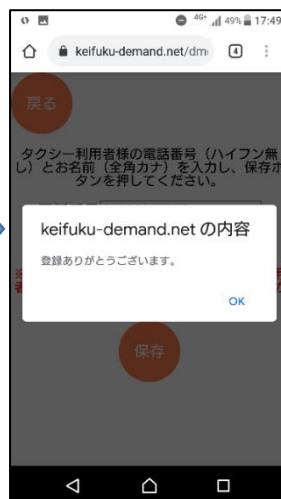 4G+ 49% 17:49
keifuku-demand.net/dm 4
戻る
タクシー利用者様の電話番号（ハイフン無
し）とお名前（全角カナ）を入力し、保存ボ
タンを押してください。
keifuku-demand.net の内容
登録ありがとうございます。
OK
保存